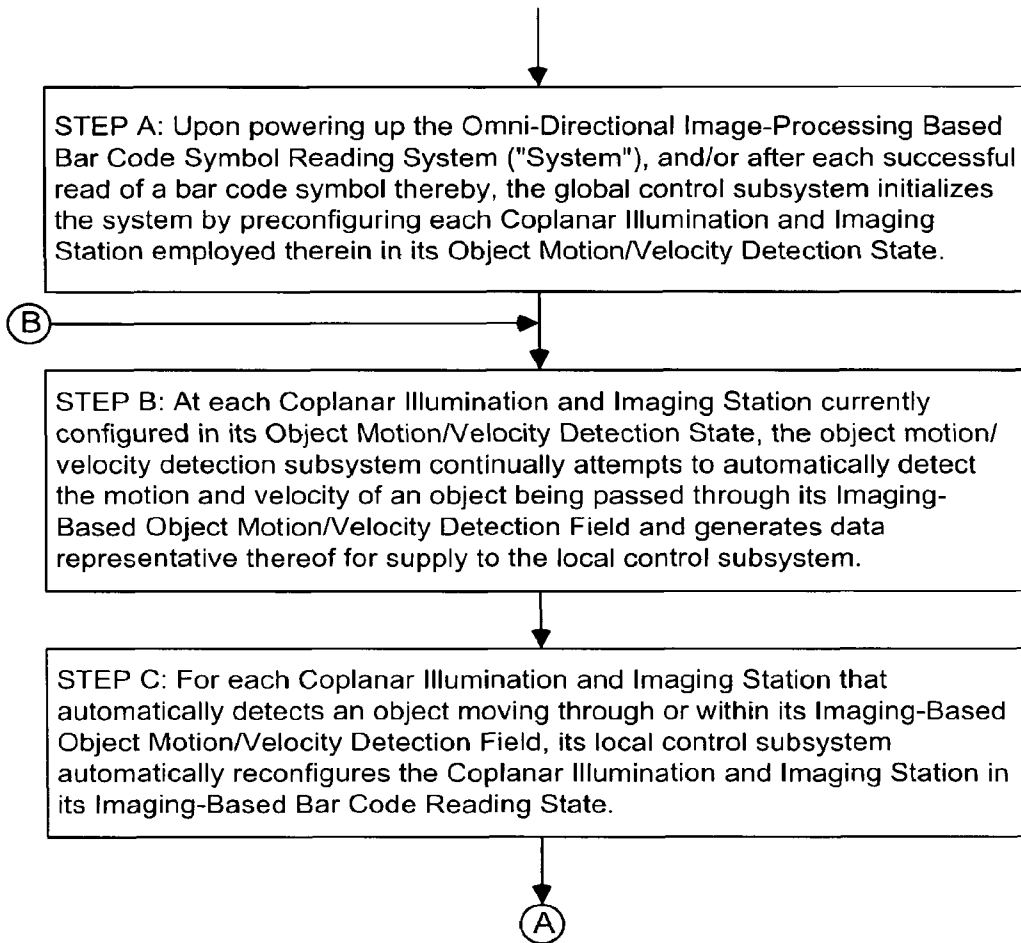 STEP A: Upon powering up the Omni-Directional Image-Processing Based
Bar Code Symbol Reading System ("System"), and/or after each successful
read of a bar code symbol thereby, the global control subsystem initializes
the system by preconfiguring each Coplanar Illumination and Imaging
Station employed therein in its Object Motion/Velocity Detection State.
B
STEP B: At each Coplanar Illumination and Imaging Station currently
configured in its Object Motion/Velocity Detection State, the object motion/
velocity detection subsystem continually attempts to automatically detect
the motion and velocity of an object being passed through its Imaging-
Based Object Motion/Velocity Detection Field and generates data
representative thereof for supply to the local control subsystem.
STEP C: For each Coplanar Illumination and Imaging Station that
automatically detects an object moving through or within its Imaging-Based
Object Motion/Velocity Detection Field, its local control subsystem
automatically reconfigures the Coplanar Illumination and Imaging Station in
its Imaging-Based Bar Code Reading State.
A